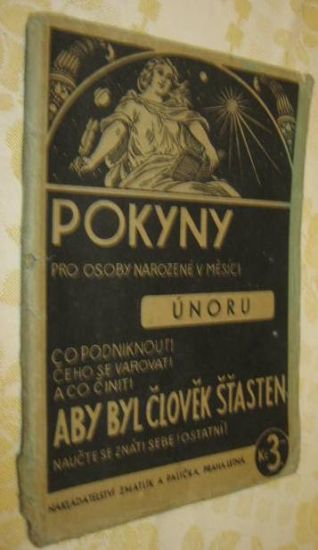 POKYNY
PRO OSOBY NAROZENÉ V MĚSÍCI
ÚNORU
CO PODNIKNOUTI
ČEHO SE VAROVATI
A CO ČINITI
ABY BYL ČLOVĚK ŠŤASTEN
NAUČTE SE ZNÁTI SEBE I OSTATNÍ!
Kč 3
NAKLADATELSTVÍ ZMATLÍK A PALIČKA, PRAHA-LETNÁ